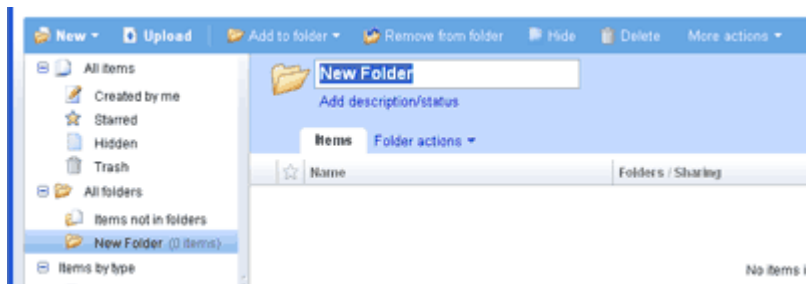 New Upload Add to folder Remove from folder Hide Delete More actions
All items
Created by me
Starred
Hidden
Trash
All folders
Items not in folders
New Folder (0 items)
Items by type
New Folder
Add description/status
Items Folder actions
Name Folders / Sharing
No items